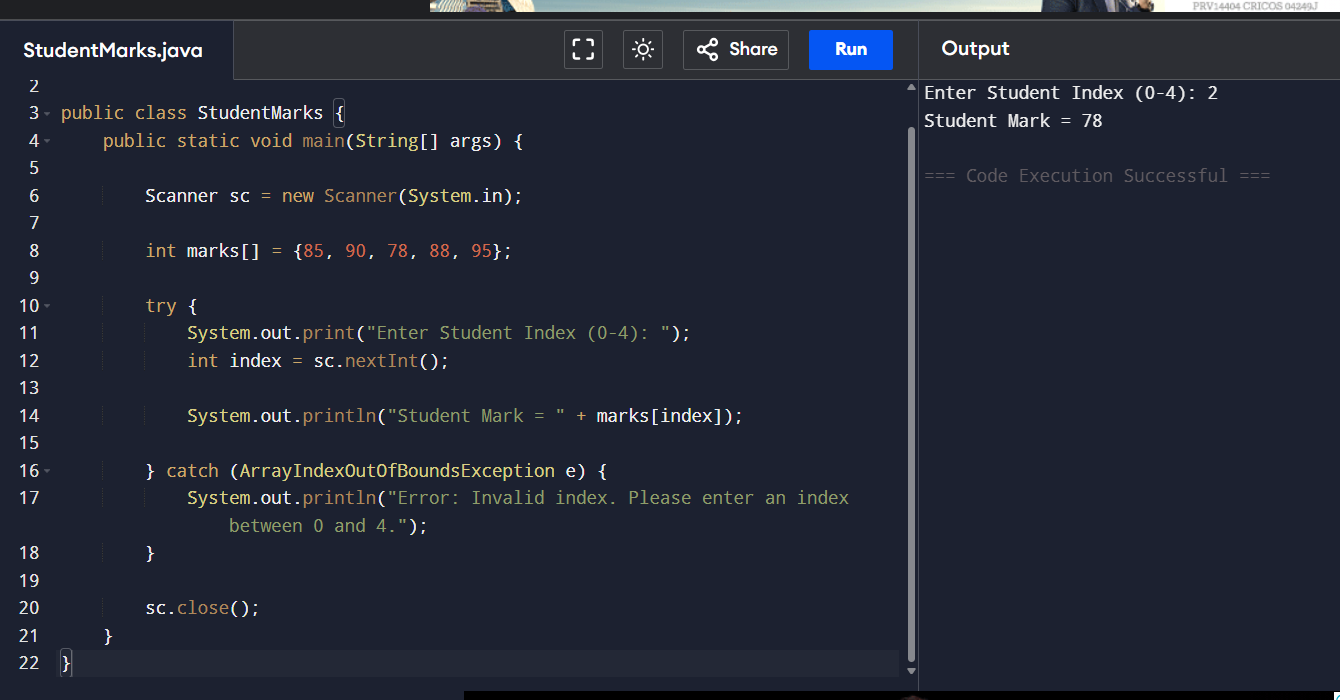 PRV14404 CRICOS 04249J
StudentMarks.java
Share
Run
Output
2
3 public class StudentMarks {
4 public static void main(String[] args) {
5
6 Scanner sc = new Scanner(System.in);
7
8 int marks[] = {85, 90, 78, 88, 95};
9
10 try {
11 System.out.print("Enter Student Index (0-4): ");
12 int index = sc.nextInt();
13
14 System.out.println("Student Mark = " + marks[index]);
15
16 } catch (ArrayIndexOutOfBoundsException e) {
17 System.out.println("Error: Invalid index. Please enter an index
between 0 and 4.");
18 }
19
20 sc.close();
21 }
22 }
Enter Student Index (0-4): 2
Student Mark = 78
=== Code Execution Successful ===